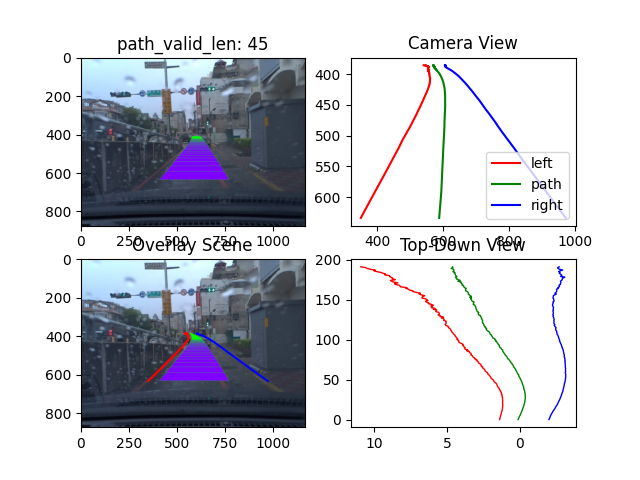 path_valid_len: 45
0
200
400
600
800
0 250 500 750 1000
Camera View
400
450
500
550
600
400 600 800 1000
left
path
right
Overlay Scene
0
200
400
600
800
0 250 500 750 1000
Top-Down View
200
150
100
50
0
10 5 0